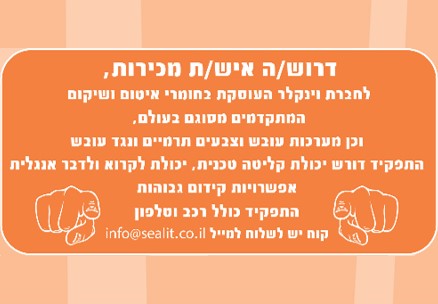 דרוש/ה איש/ת מכירות,
לחברת וינקלר העוסקת בחומרי איטום ושיקום
המתקדמים מסוגם בעולם,
וכן מערכות עובש וצבעים תרמיים ונגד עובש
התפקיד דורש יכולת קליטה טכנית, יכולת לקרוא ולדבר אנגלית
אפשרויות קידום גבוהות
התפקיד כולל רכב וסלפון
קוח יש לשלוח למייל info@sealit.co.il